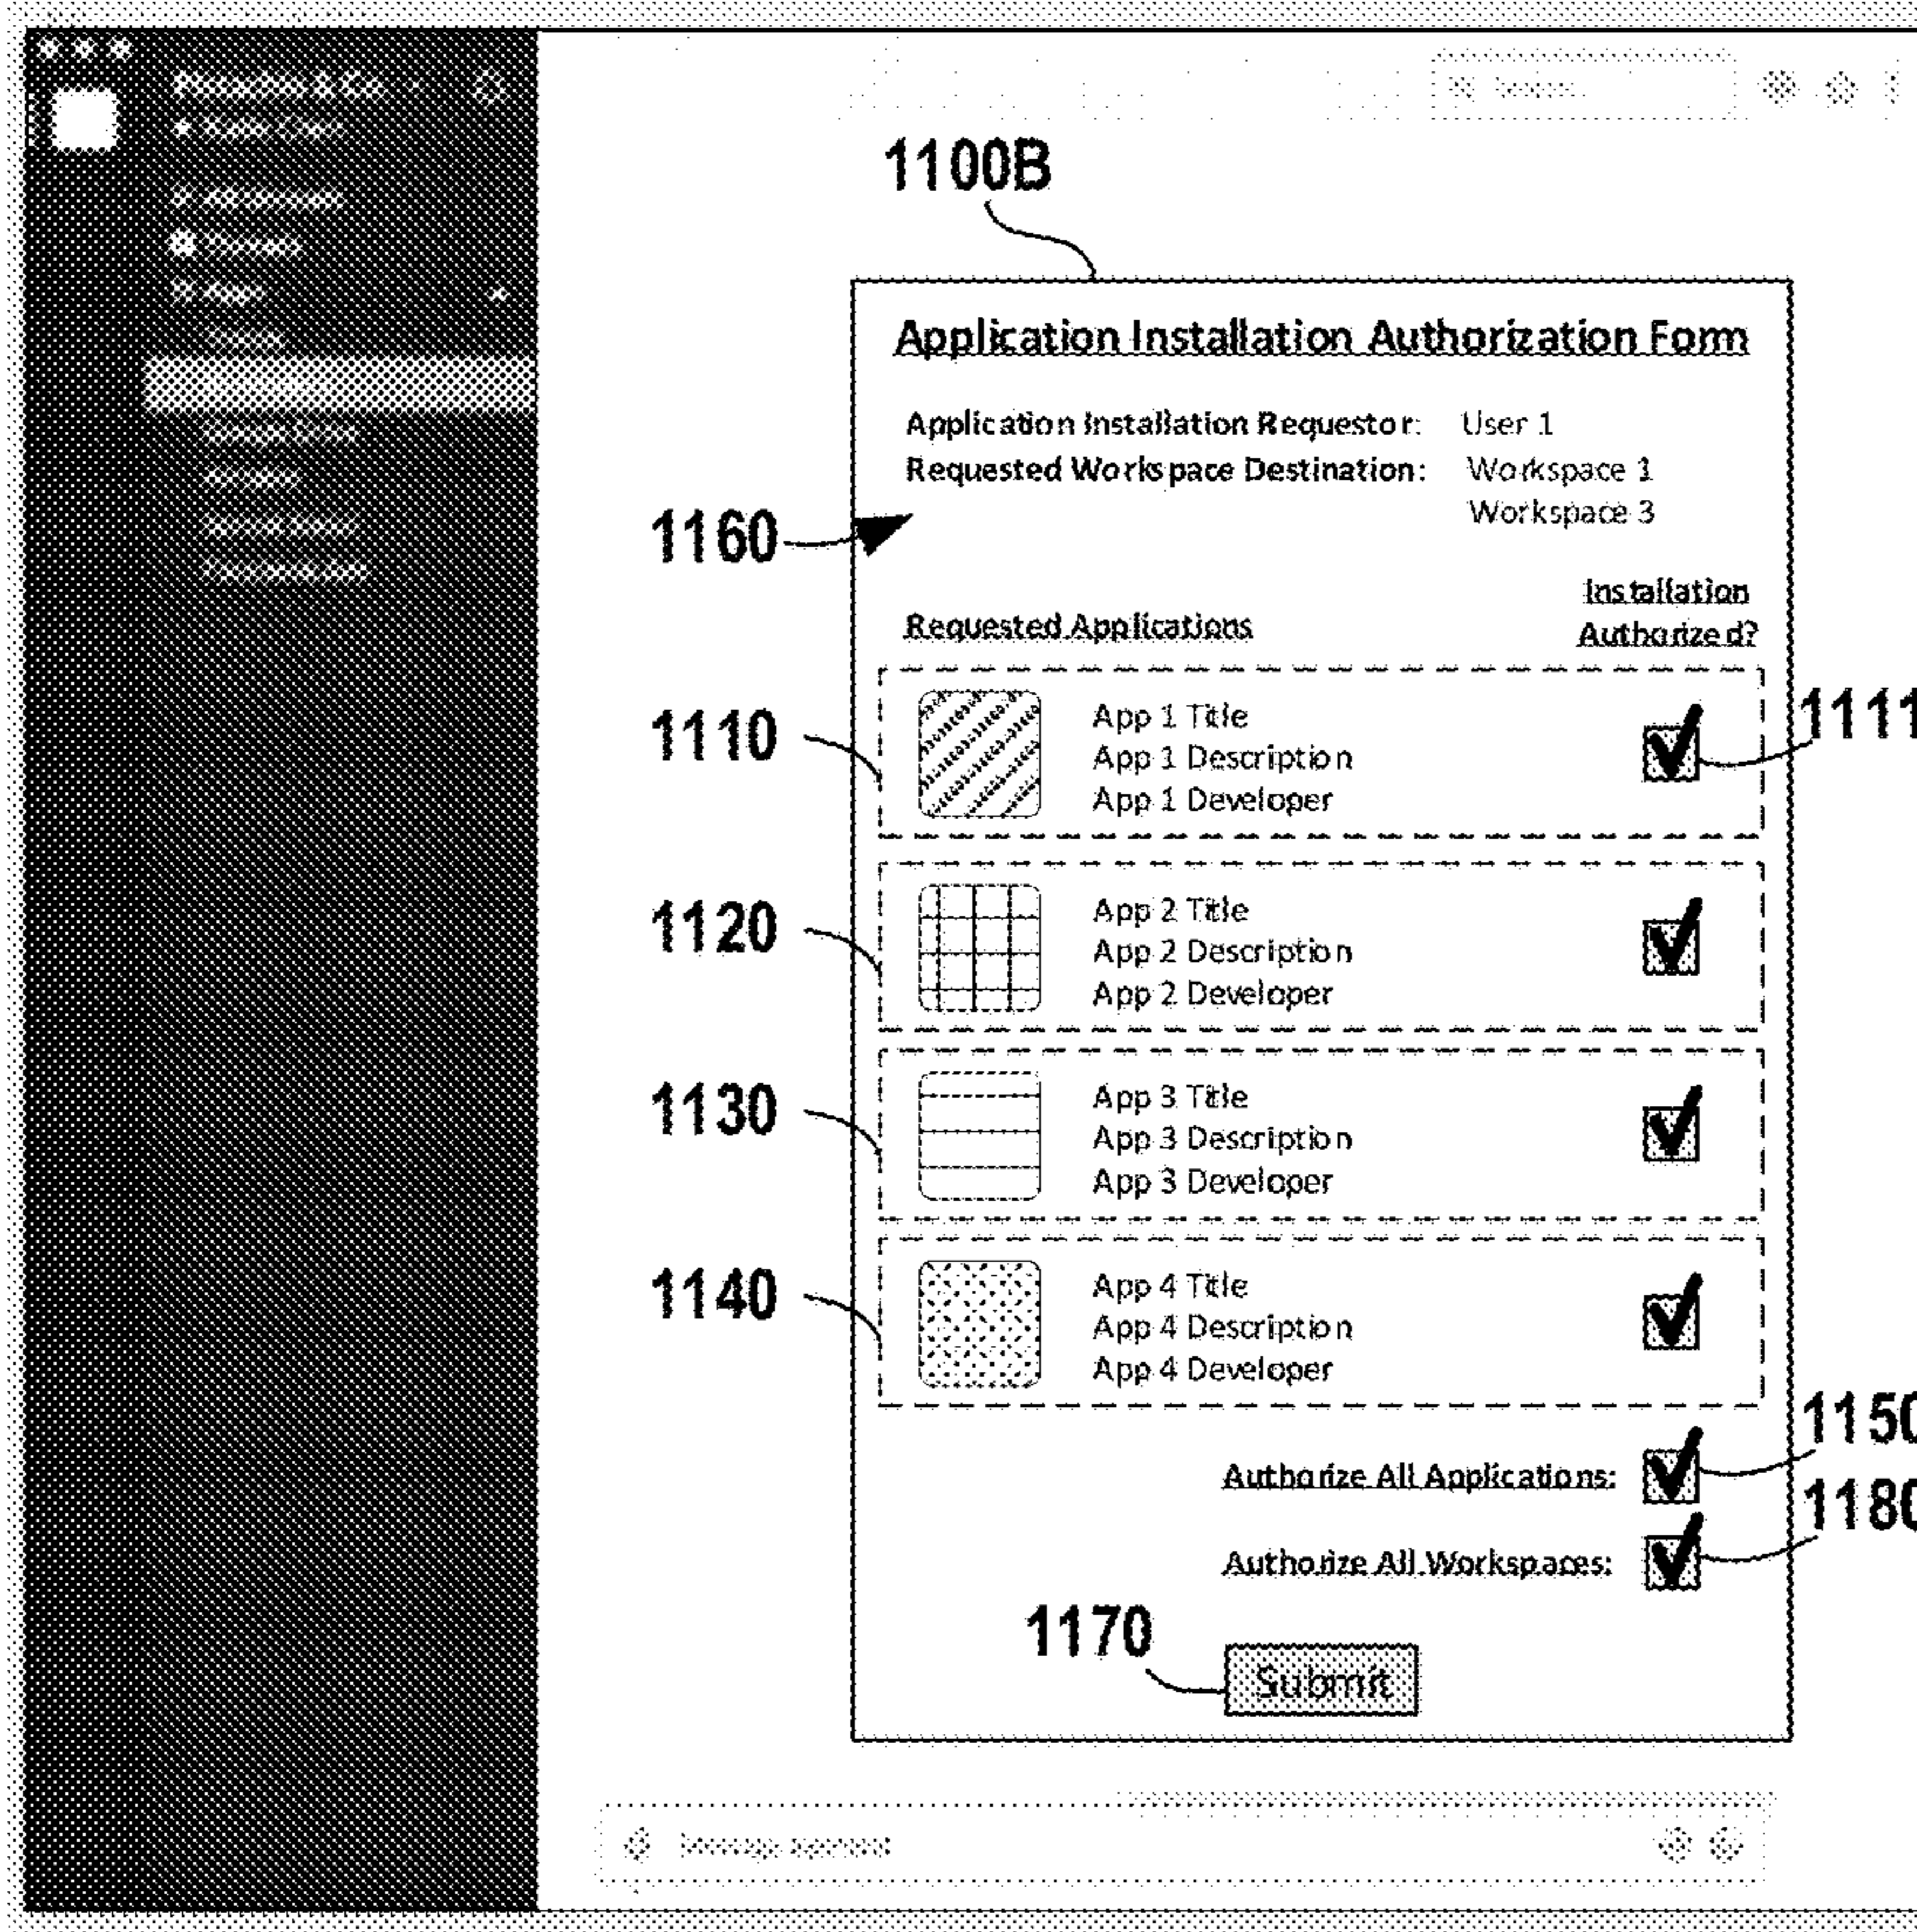 1100B
Application Installation Authorization Form
Application Installation Requestor: User 1
Requested Workspace Destination: Workspace 1
Workspace 3
1160
Installation
Requested Applications Authorized?
1110
App 1 Title
App 1 Description
App 1 Developer
1111
1120
App 2 Title
App 2 Description
App 2 Developer
1130
App 3 Title
App 3 Description
App 3 Developer
1140
App 4 Title
App 4 Description
App 4 Developer
1150
Authorize All Applications:
1180
Authorize All Workspaces:
1170
Submit